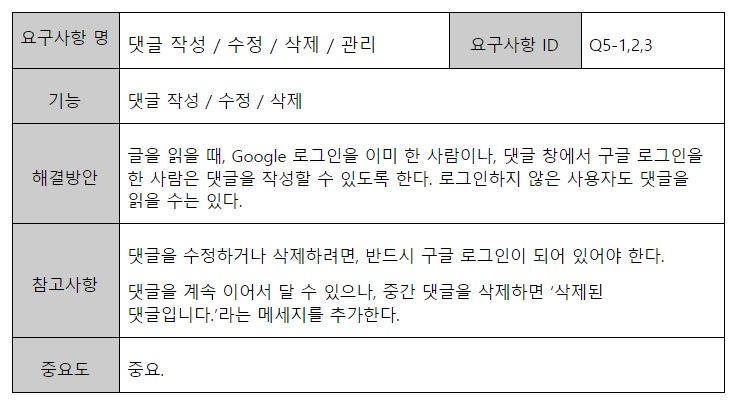 요구사항 명
댓글 작성 / 수정 / 삭제 / 관리
요구사항 ID
Q5-1,2,3
기능
댓글 작성 / 수정 / 삭제
해결방안
글을 읽을 때, Google 로그인을 이미 한 사람이나, 댓글 창에서 구글 로그인을
한 사람은 댓글을 작성할 수 있도록 한다. 로그인하지 않은 사용자도 댓글을
읽을 수는 있다.
참고사항
댓글을 수정하거나 삭제하려면, 반드시 구글 로그인이 되어 있어야 한다.
댓글을 계속 이어서 달 수 있으나, 중간 댓글을 삭제하면 ‘삭제된
댓글입니다.’라는 메세지를 추가한다.
중요도
중요.